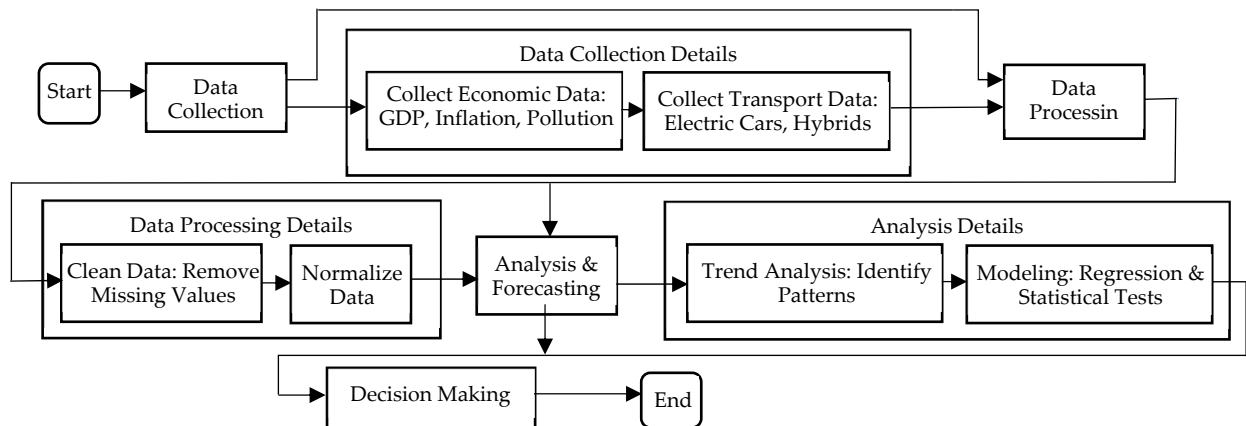 Data Collection Details
Start
Data
Collection
Collect Economic Data:
GDP, Inflation, Pollution
Collect Transport Data:
Electric Cars, Hybrids
Data
Processin
Data Processing Details
Clean Data: Remove
Missing Values
Normalize
Data
Analysis &
Forecasting
Analysis Details
Trend Analysis: Identify
Patterns
Modeling: Regression &
Statistical Tests
Decision Making
End